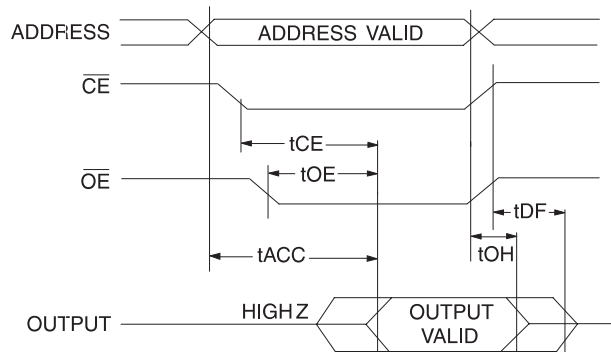 ADDRESS
ADDRESS VALID
CE
tCE
tOE
OE
tDF
tACC
tOH
HIGH Z
OUTPUT
OUTPUT
VALID